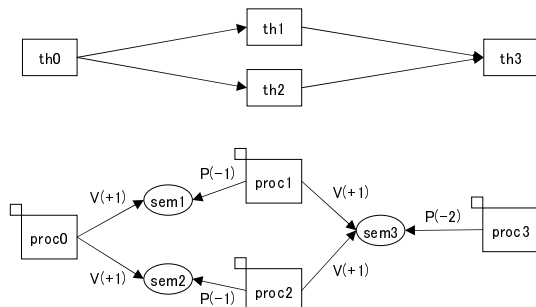 th0
th1
th2
th3
proc0
V(+1)
V(+1)
sem1
sem2
P(-1)
P(-1)
proc1
proc2
V(+1)
V(+1)
sem3
P(-2)
proc3